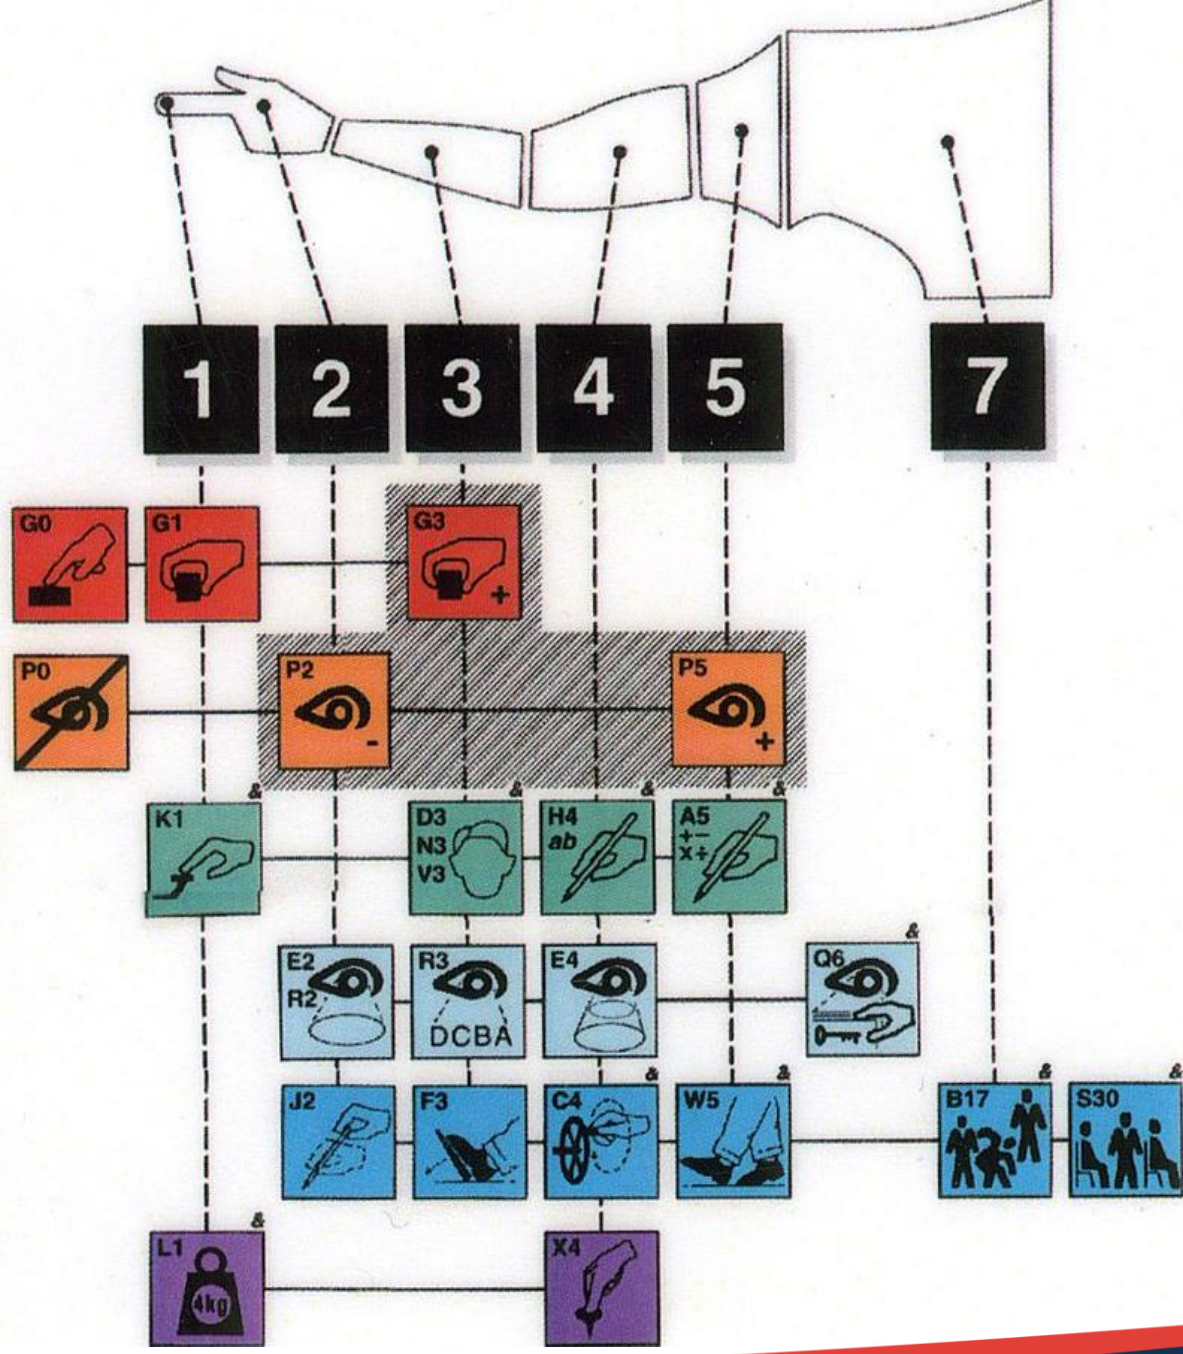 1 2 3 4 5 7
G0 G1 G3
+
P0 P2 P5
- +
& & & &
K1 D3 H4 A5
N3 ab +-
V3 x÷
&
E2 R3 E4 Q6
R2
DCBA
& & & &
J2 F3 C4 W5 B17 S30
&
L1 X4
4kg